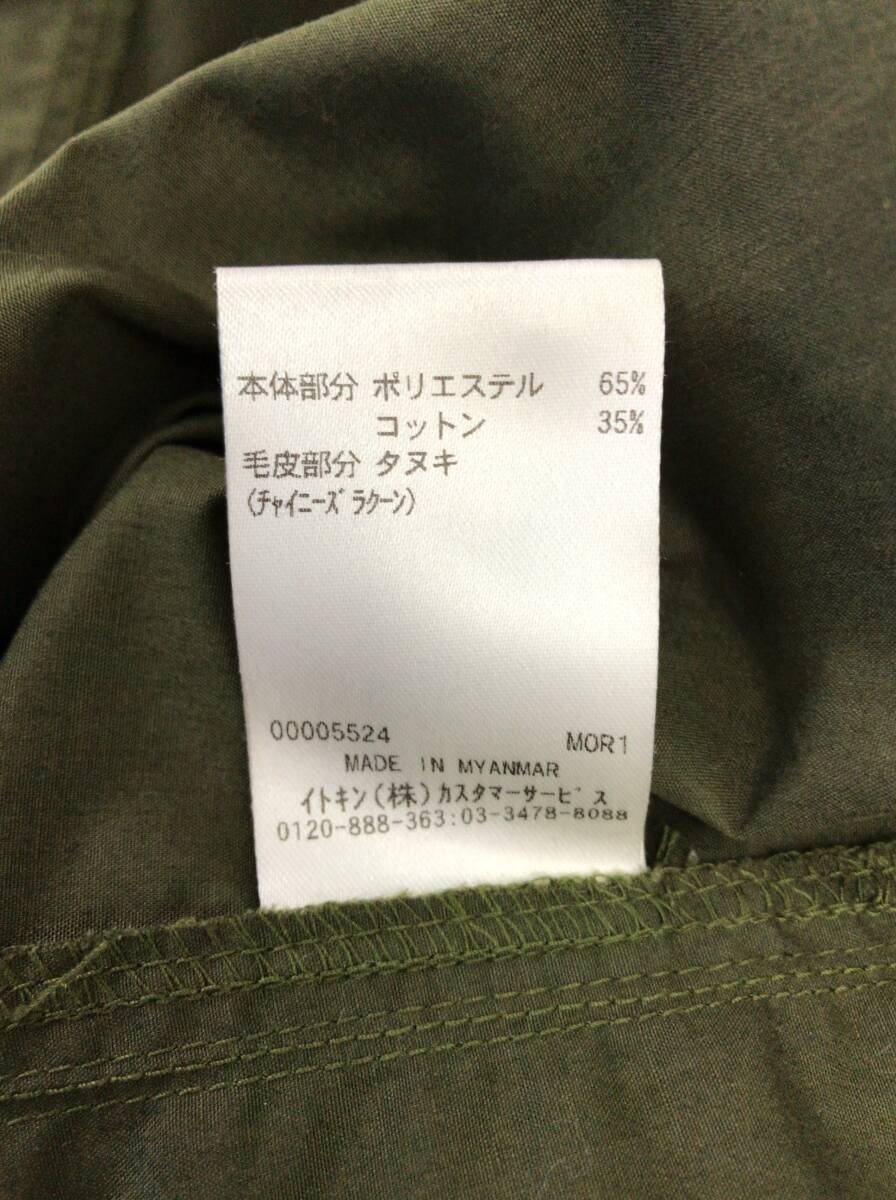 本体部分 ポリエステル 65%
コットン 35%
毛皮部分 タヌキ
(ﾁｬｲﾆｰｽﾞﾗｸｰﾝ)
00005524 MOR1
MADE IN MYANMAR
イトキン(株)ｶｽﾀﾏｰｻｰﾋﾞｽ
0120-888-363:03-3478-8088